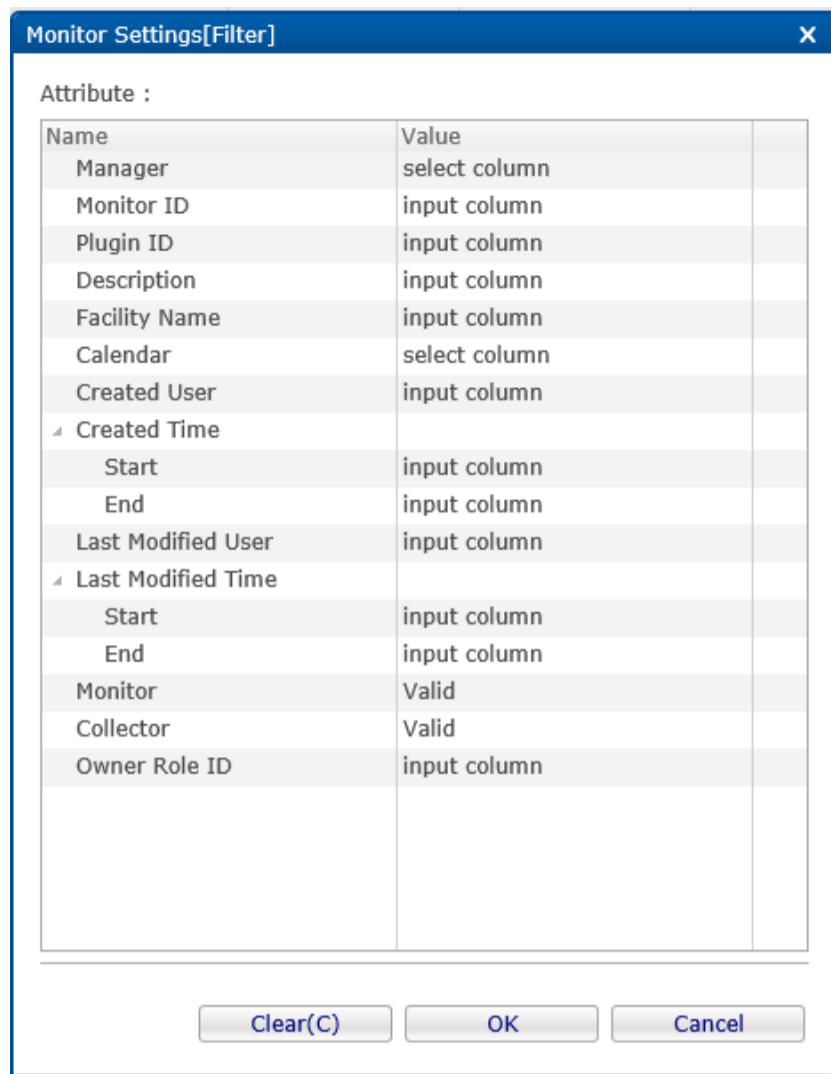 Monitor Settings[Filter] X
Attribute :
Name Value
Manager select column
Monitor ID input column
Plugin ID input column
Description input column
Facility Name input column
Calendar select column
Created User input column
Created Time
Start input column
End input column
Last Modified User input column
Last Modified Time
Start input column
End input column
Monitor Valid
Collector Valid
Owner Role ID input column
Clear(C) OK Cancel